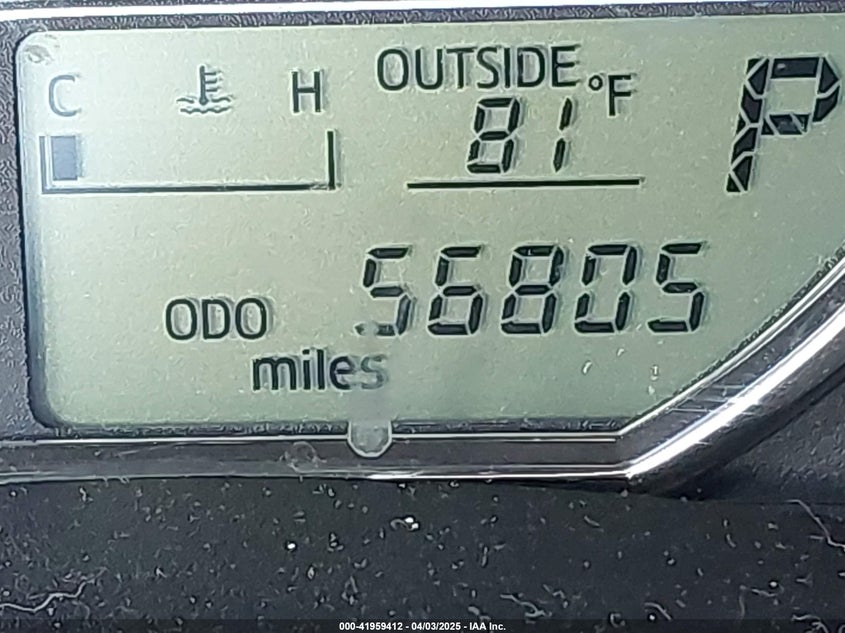 C H OUTSIDE °F P
81
ODO 56805
miles
000-41959412 - 04/03/2025 - IAA Inc.